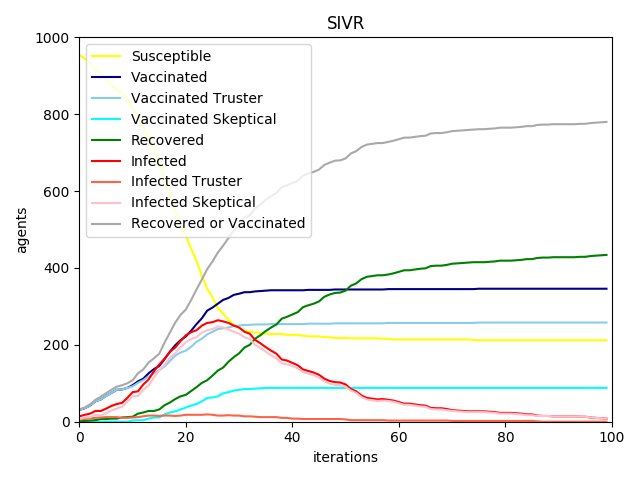 SIVR
1000
800
600
400
200
0
agents
Susceptible
Vaccinated
Vaccinated Truster
Vaccinated Skeptical
Recovered
Infected
Infected Truster
Infected Skeptical
Recovered or Vaccinated
0 20 40 60 80 100
iterations